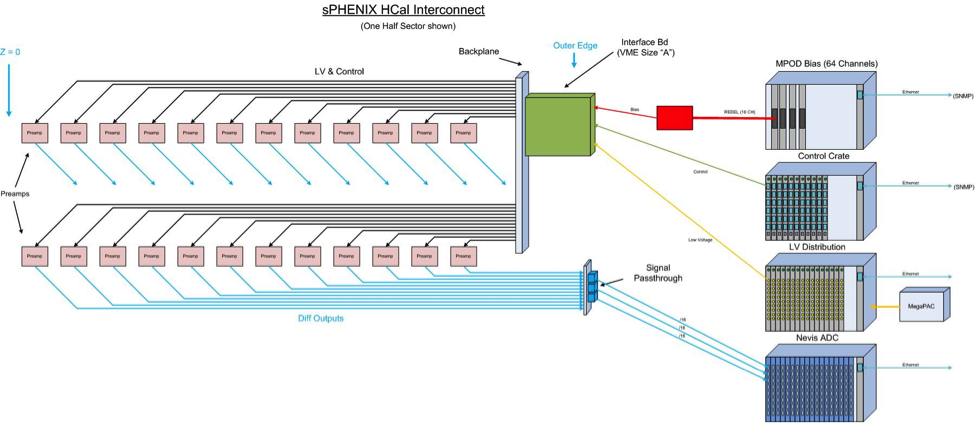 sPHENIX HCal Interconnect
(One Half Sector shown)
Z = 0
LV & Control
Backplane
Outer Edge
Interface Bd
(VME Size "A")
MPOD Bias (64 Channels)
Bias
REBEL (16 CH)
Ethernet
(SNMP)
Preamp
Preamp
Preamp
Preamp
Preamp
Preamp
Preamp
Preamp
Preamp
Preamp
Preamp
Preamp
Control Crate
Control
Ethernet
(SNMP)
Preamps
Low Voltage
LV Distribution
Preamp
Preamp
Preamp
Preamp
Preamp
Preamp
Preamp
Preamp
Preamp
Preamp
Preamp
Preamp
Signal
Passthrough
Ethernet
MegaPAC
Diff Outputs
/16
/16
/16
Nevis ADC
Ethernet